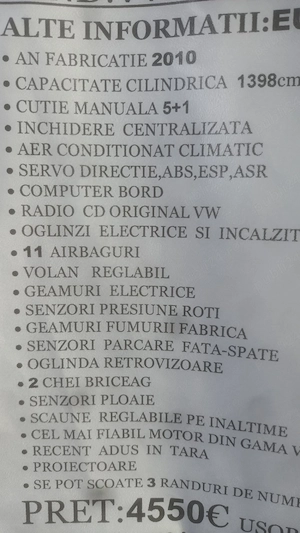 ALTE INFORMATII:EU
• AN FABRICATIE 2010
• CAPACITATE CILINDRICA 1398cm
• CUTIE MANUALA 5+1
• INCHIDERE CENTRALIZATA
• AER CONDITIONAT CLIMATIC
• SERVO DIRECTIE,ABS,ESP,ASR
• COMPUTER BORD
• RADIO CD ORIGINAL VW
• OGLINZI ELECTRICE SI INCALZIT
• 11 AIRBAGURI
• VOLAN REGLABIL
• GEAMURI ELECTRICE
• SENZORI PRESIUNE ROTI
• GEAMURI FUMURII FABRICA
• SENZORI PARCARE FATA-SPATE
• OGLINDA RETROVIZOARE
• 2 CHEI BRICEAG
• SENZORI PLOAIE
• SCAUNE REGLABILE PE INALTIME
• CEL MAI FIABIL MOTOR DIN GAMA V
• RECENT ADUS IN TARA
• PROIECTOARE
• SE POT SCOATE 3 RANDURI DE NUME
PRET:4550€ USOR